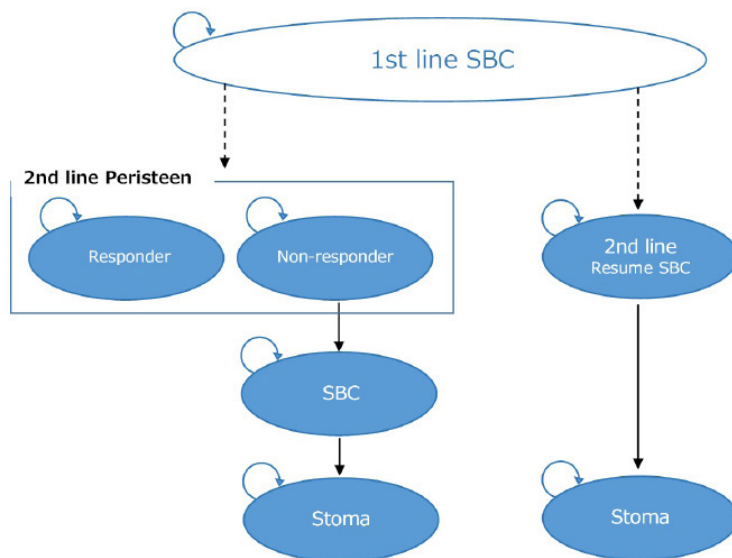 1st line SBC
2nd line Peristeen
Responder
Non-responder
2nd line
Resume SBC
SBC
Stoma
Stoma